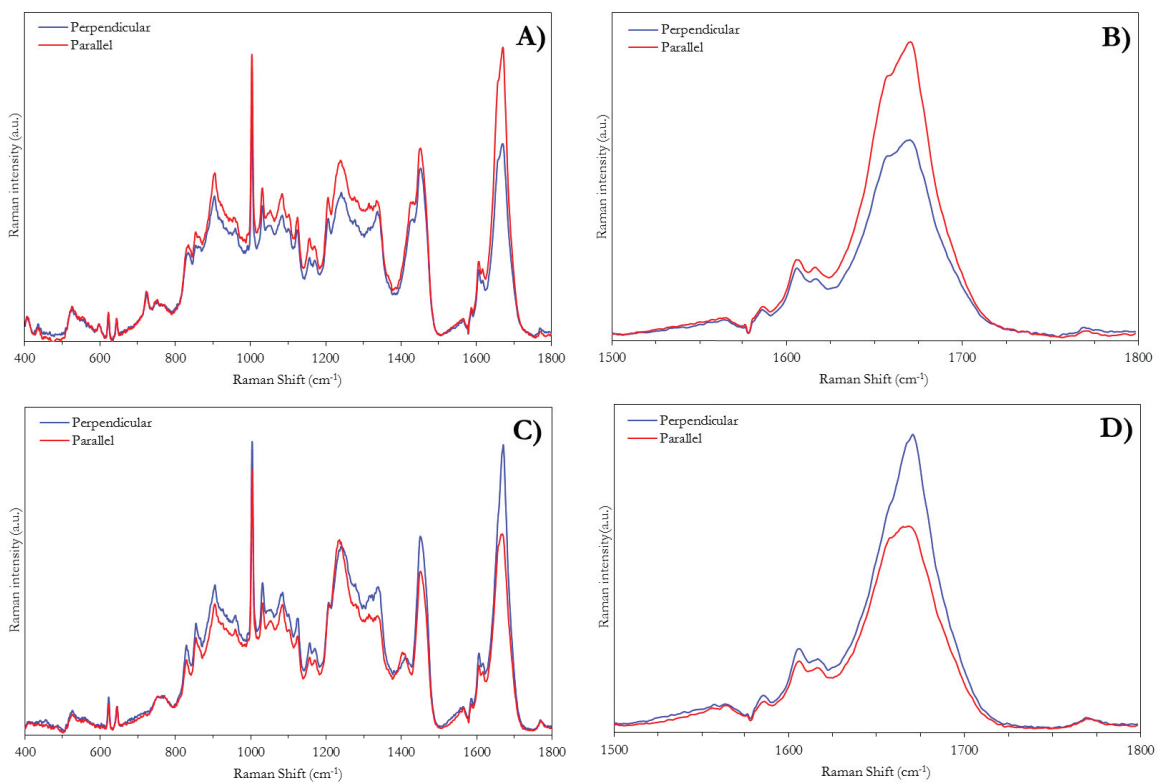 Perpendicular
Parallel
A)
Raman intensity (a.u.)
400 600 800 1000 1200 1400 1600 1800
Raman Shift (cm-1)
Perpendicular
Parallel
B)
Raman intensity (a.u.)
1500 1600 1700 1800
Raman Shift (cm-1)
Perpendicular
Parallel
C)
Raman intensity (a.u.)
400 600 800 1000 1200 1400 1600 1800
Raman Shift (cm-1)
Perpendicular
Parallel
D)
Raman intensity (a.u.)
1500 1600 1700 1800
Raman Shift (cm-1)